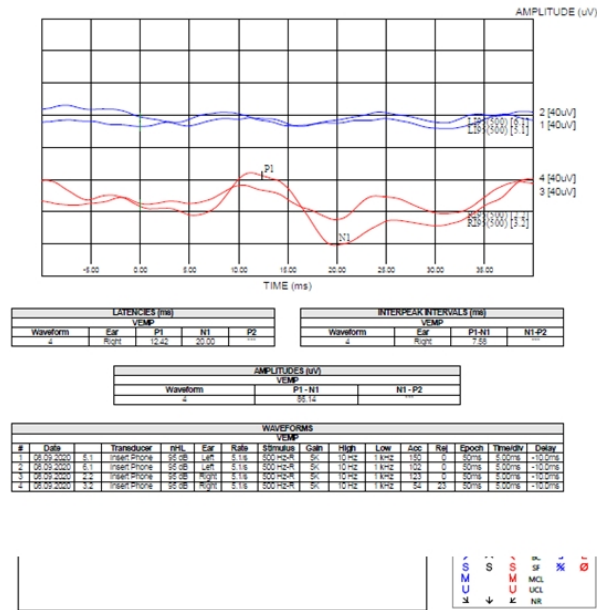 AMPLITUDE (uV)
2 [40uV]
1 [40uV]
P1
4 [40uV]
3 [40uV]
N1
-5.00 0.00 5.00 10.00 15.00 20.00 25.00 30.00 35.00
TIME (ms)
LATENCIES (ms)
VEMP
Waveform Ear P1 N1 P2
4 Right 12.42 20.00 ***
INTERPEAK INTERVALS (ms)
VEMP
Waveform Ear P1-N1 N1-P2
4 Right 7.58 ***
AMPLITUDES (uV)
VEMP
Waveform P1 - N1 N1 - P2
4 86.14 ***
WAVEFORMS
VEMP
# Date Transducer nHL Ear Rate Stimulus Gain High Low Acc Rej Epoch Time/div Delay
1 08.09.2020 5.1 Insert Phone 95 dB Left 5.1/s 500 Hz-R 5K 10 Hz 1 kHz 150 0 50ms 5.00ms -10.0ms
2 08.09.2020 6.1 Insert Phone 95 dB Left 5.1/s 500 Hz-R 5K 10 Hz 1 kHz 102 0 50ms 5.00ms -10.0ms
3 08.09.2020 2.2 Insert Phone 95 dB Right 5.1/s 500 Hz-R 5K 10 Hz 1 kHz 123 0 50ms 5.00ms -10.0ms
4 08.09.2020 3.2 Insert Phone 95 dB Right 5.1/s 500 Hz-R 5K 10 Hz 1 kHz 54 23 50ms 5.00ms -10.0ms
S S S SF
M M MCL
U U UCL
NR